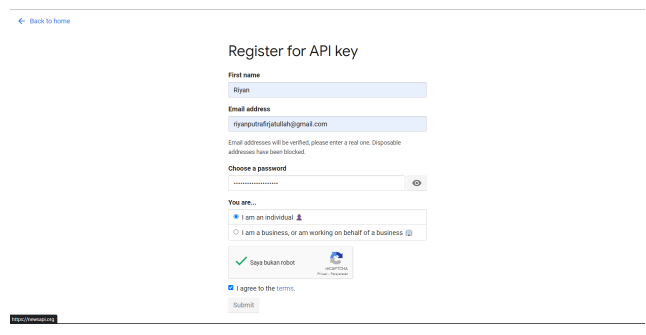 ← Back to home
Register for API key
First name
Riyan
Email address
riyanputrafirjatullah@gmail.com
Email addresses will be verified, please enter a real one. Disposable
addresses have been blocked.
Choose a password
You are...
I am an individual
I am a business, or am working on behalf of a business
Saya bukan robot
reCAPTCHA
Privasi - Persyaratan
I agree to the terms.
Submit
https://newsapi.org